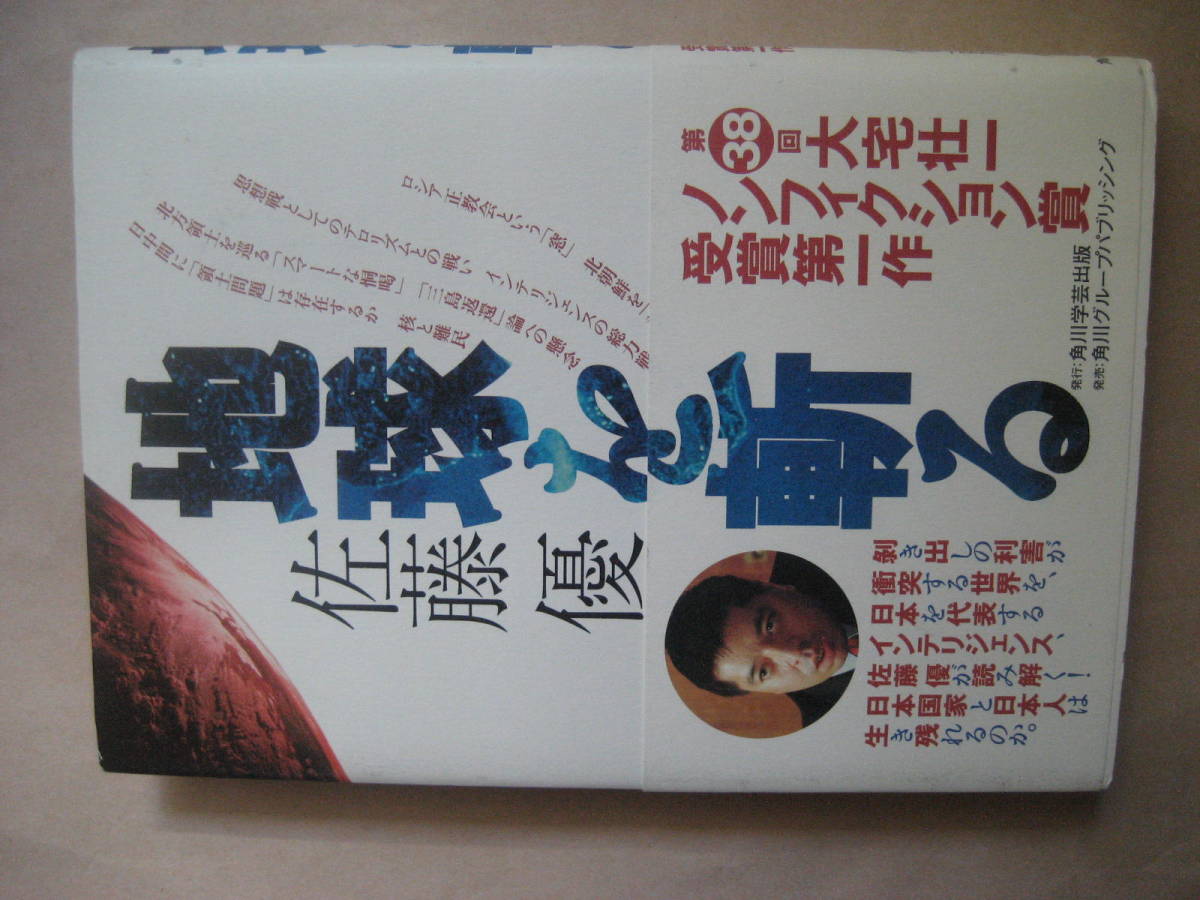 ロシア正教会という「窓」 北朝鮮を
思想戦としてのテロリズムとの戦い インテリジェンスの総力戦
北方領土を巡る「スマートな恫喝」 「三島返還」論への懸念
日中間に「領土問題」は存在するか 核と難民
地球を斬る
佐藤優
第38回大宅壮一
ノンフィクション賞
受賞第一作
剥き出しの利害が
衝突する世界を、
日本を代表する
インテリジェンス、
佐藤優が読み解く!
日本国家と日本人は
生き残れるのか。
発行:角川学芸出版
発売:角川グループパブリッシング